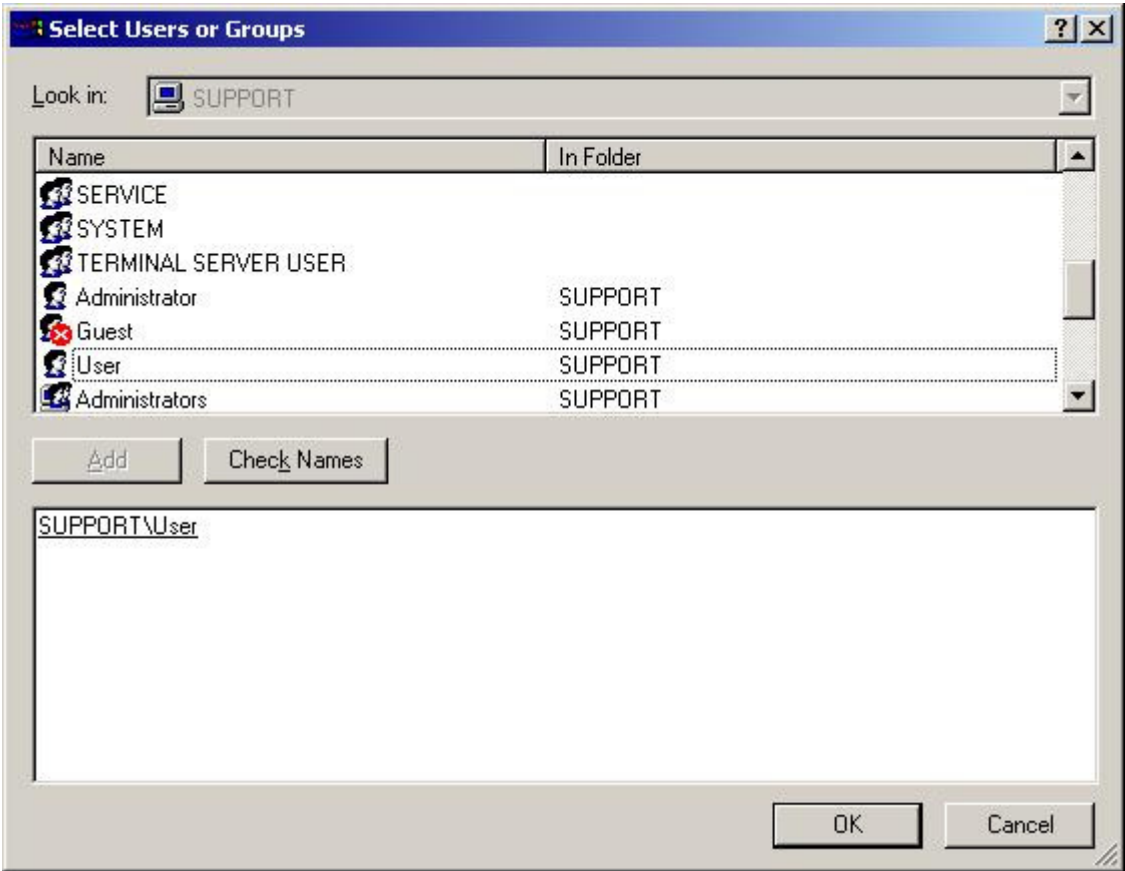 Select Users or Groups
Look in: SUPPORT
Name In Folder
SERVICE
SYSTEM
TERMINAL SERVER USER
Administrator SUPPORT
Guest SUPPORT
User SUPPORT
Administrators SUPPORT
Add Check Names
SUPPORT\User
OK Cancel